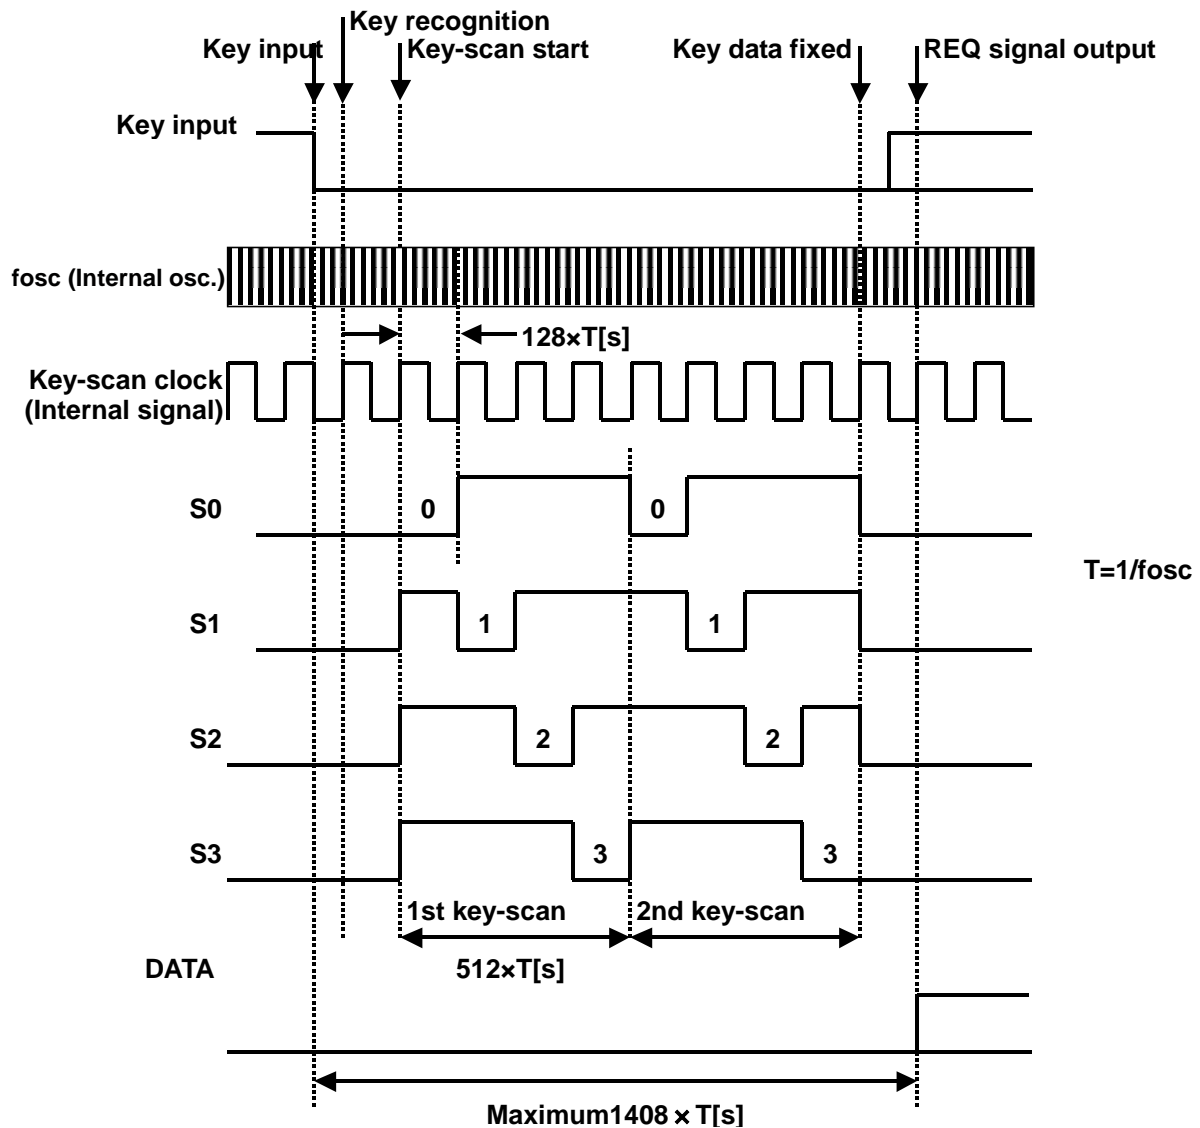 Key recognition
Key input
Key-scan start
Key data fixed
REQ signal output
Key input
fosc (Internal osc.)
128×T[s]
Key-scan clock
(Internal signal)
S0
0
0
T=1/fosc
S1
1
1
S2
2
2
S3
3
3
1st key-scan
2nd key-scan
DATA
512×T[s]
Maximum1408 × T[s]